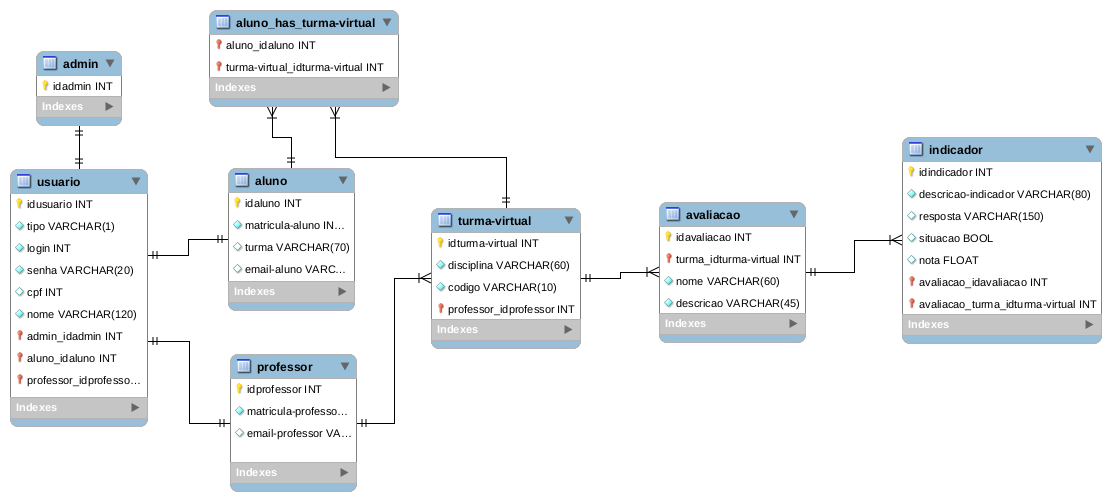 admin
idadmin INT
Indexes
usuario
idusuario INT
tipo VARCHAR(1)
login INT
senha VARCHAR(20)
cpf INT
nome VARCHAR(120)
admin_idadmin INT
aluno_idaluno INT
professor_idprofesso...
Indexes
aluno_has_turma-virtual
aluno_idaluno INT
turma-virtual_idturma-virtual INT
Indexes
aluno
idaluno INT
matricula-aluno IN...
turma VARCHAR(70)
email-aluno VARC...
Indexes
professor
idprofessor INT
matricula-professo...
email-professor VA...
Indexes
turma-virtual
idturma-virtual INT
disciplina VARCHAR(60)
codigo VARCHAR(10)
professor_idprofessor INT
Indexes
avaliacao
idavaliacao INT
turma_idturma-virtual INT
nome VARCHAR(60)
descricao VARCHAR(45)
Indexes
indicador
idindicador INT
descricao-indicador VARCHAR(80)
resposta VARCHAR(150)
situacao BOOL
nota FLOAT
avaliacao_idavaliacao INT
avaliacao_turma_idturma-virtual INT
Indexes